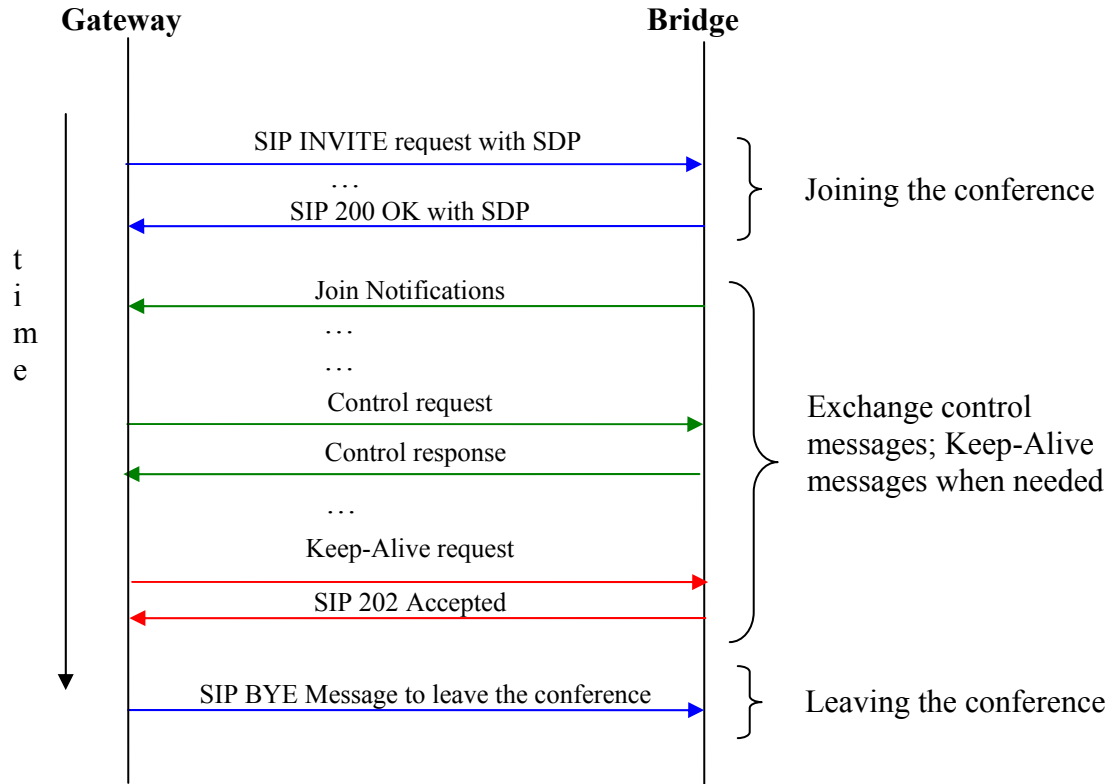 Gateway
Bridge
SIP INVITE request with SDP
…
SIP 200 OK with SDP
Joining the conference
time
Join Notifications
…
…
Control request
Control response
…
Keep-Alive request
SIP 202 Accepted
Exchange control
messages; Keep-Alive
messages when needed
SIP BYE Message to leave the conference
Leaving the conference